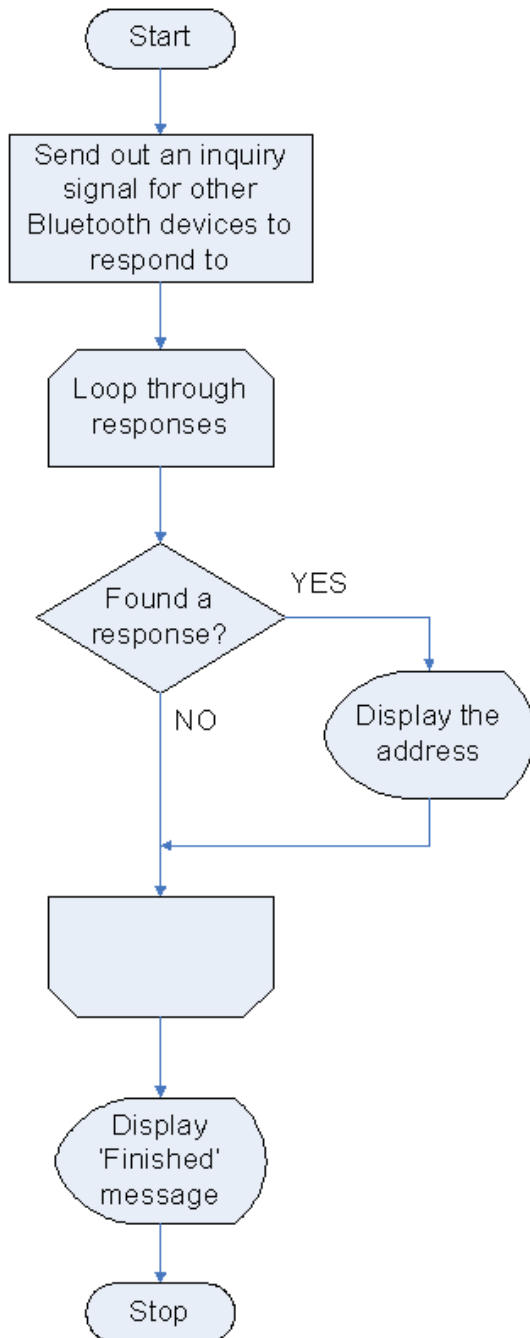 Start
Send out an inquiry
signal for other
Bluetooth devices to
respond to
Loop through
responses
Found a
response?
YES
NO
Display the
address
Display
'Finished'
message
Stop